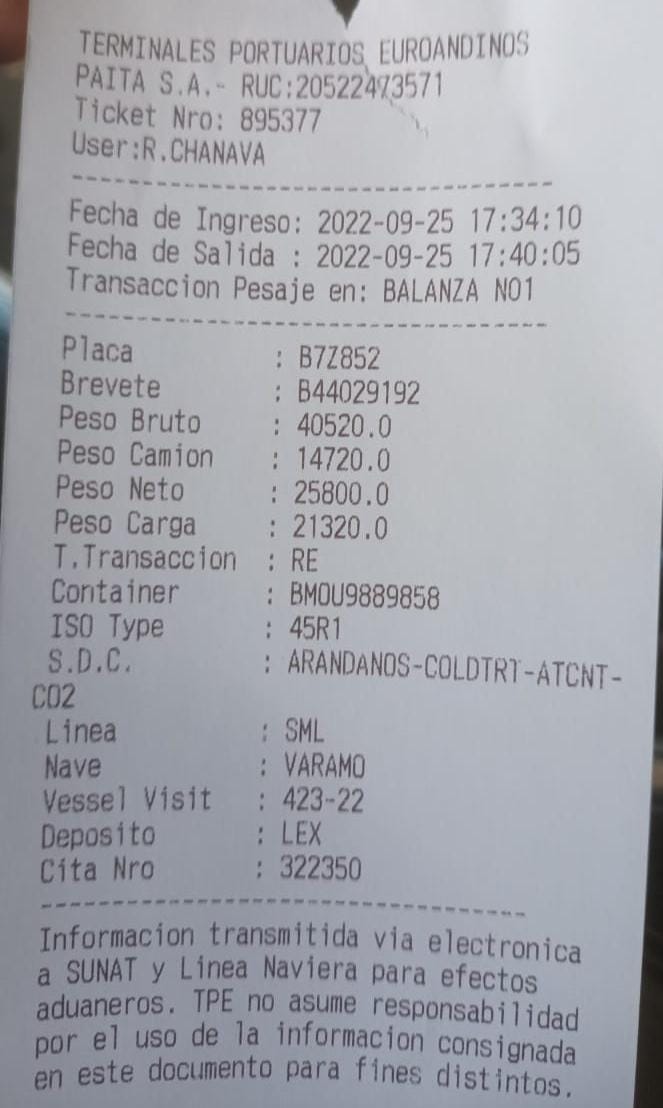 TERMINALES PORTUARIOS EUROANDINOS
PAITA S.A.- RUC:20522473571
Ticket Nro: 895377
User:R.CHANAVA
Fecha de Ingreso: 2022-09-25 17:34:10
Fecha de Salida : 2022-09-25 17:40:05
Transaccion Pesaje en: BALANZA NO1
Placa : B7Z852
Brevete : B44029192
Peso Bruto : 40520.0
Peso Camion : 14720.0
Peso Neto : 25800.0
Peso Carga : 21320.0
T.Transaccion : RE
Container : BMOU9889858
ISO Type : 45R1
S.D.C. : ARANDANOS-COLDTRT-ATCNT-
CO2
Linea : SML
Nave : VARAMO
Vessel Visit : 423-22
Deposito : LEX
Cita Nro : 322350
Informacion transmitida via electronica
a SUNAT y Linea Naviera para efectos
aduaneros. TPE no asume responsabilidad
por el uso de la informacion consignada
en este documento para fines distintos.